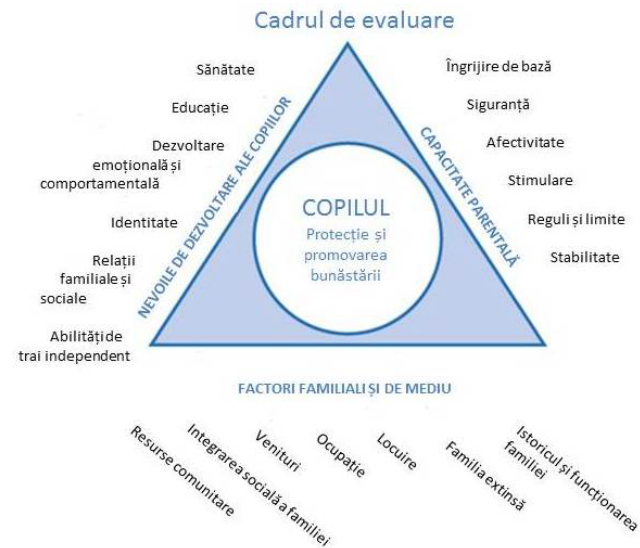 Cadrul de evaluare
Sănătate
Educație
Dezvoltare
emoțională și
comportamentală
Identitate
Relații
familiale și
sociale
Abilități de
trai independent
NEVOILE DE DEZVOLTARE ALE COPIILOR
COPILUL
Protecție și
promovarea
bunăstării
CAPACITATE PARENTALĂ
Îngrijire de bază
Siguranță
Afectivitate
Stimulare
Reguli și limite
Stabilitate
FACTORI FAMILIALI ȘI DE MEDIU
Resurse comunitare
Integrarea socială a familiei
Venituri
Ocupație
Locuire
Familia extinsă
Istoricul și funcționarea
familiei